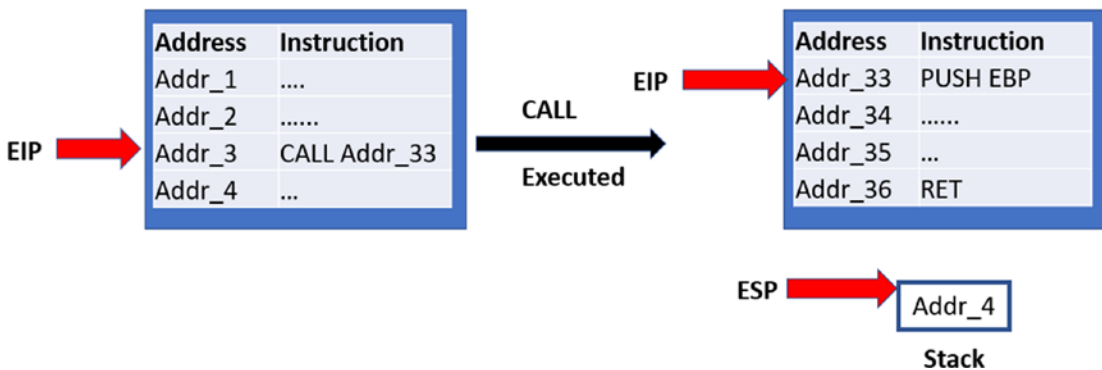 Address Instruction
Addr_1 ....
Addr_2 ......
EIP Addr_3 CALL Addr_33
Addr_4 ...
CALL
Executed
Address Instruction
EIP Addr_33 PUSH EBP
Addr_34 ......
Addr_35 ...
Addr_36 RET
ESP Addr_4
Stack